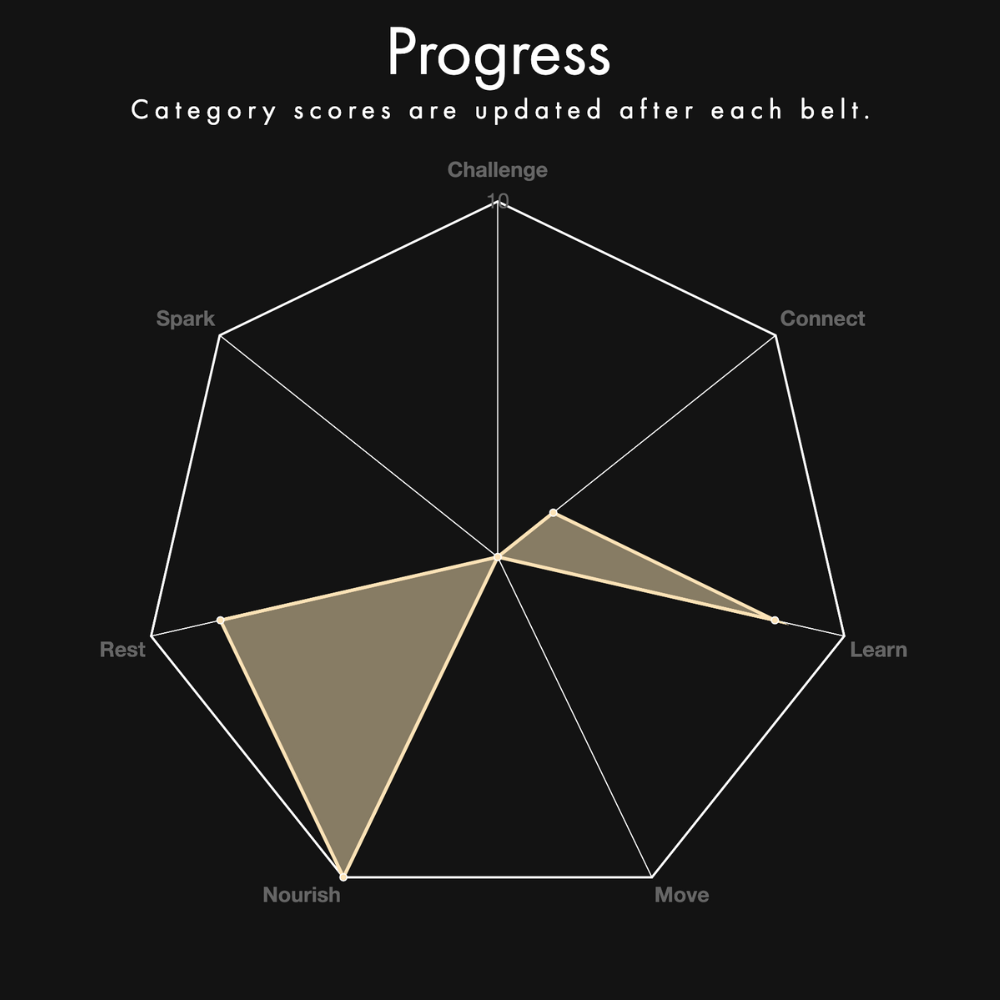 Progress
Category scores are updated after each belt.
Challenge
10
Spark
Connect
Rest
Learn
Nourish
Move